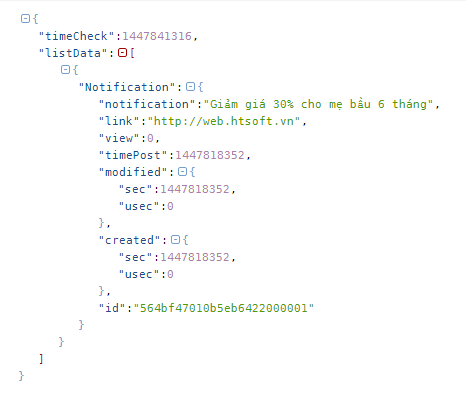 {
"timeCheck":1447841316,
"listData":[
{
"Notification":{
"notification":"Giảm giá 30% cho mẹ bầu 6 tháng",
"link":"http://web.htsoft.vn",
"view":0,
"timePost":1447818352,
"modified":{
"sec":1447818352,
"usec":0
},
"created":{
"sec":1447818352,
"usec":0
},
"id":"564bf47010b5eb6422000001"
}
}
]
}